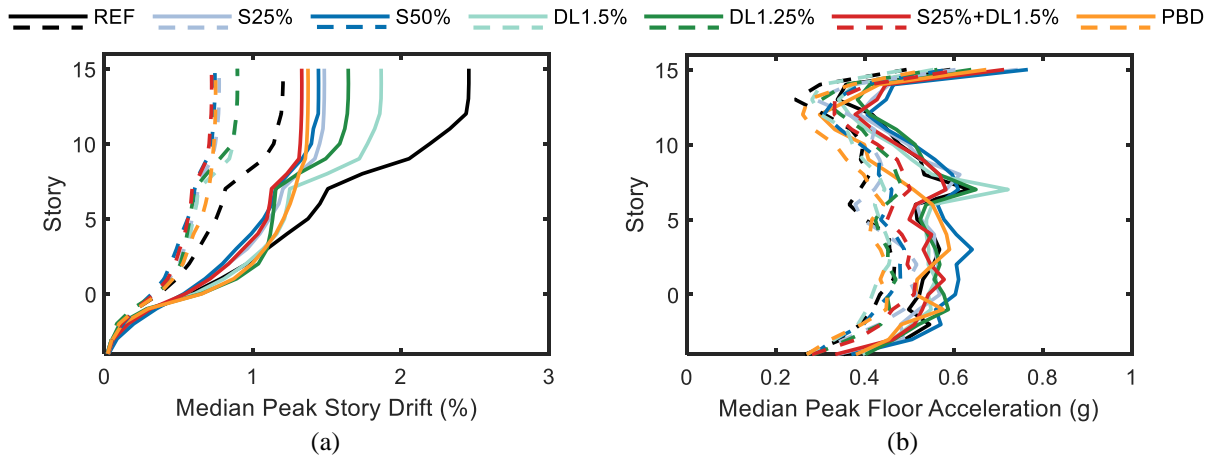 REF S25% S50% DL1.5% DL1.25% S25%+DL1.5% PBD
15
10
5
0
Story
0 1 2 3
Median Peak Story Drift (%)
(a)
15
10
5
0
Story
0 0.2 0.4 0.6 0.8 1
Median Peak Floor Acceleration (g)
(b)